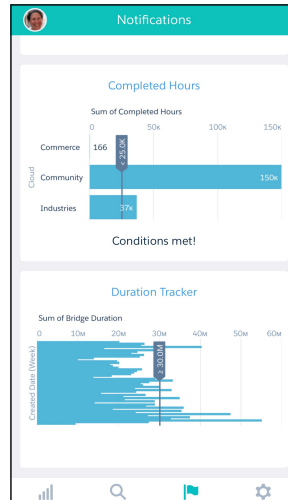 Notifications
Completed Hours
Sum of Completed Hours
0 50K 100K 150K
Cloud
Commerce 166
Community 150K
Industries 37K
< 25.0K
Conditions met!
Duration Tracker
Sum of Bridge Duration
0 10M 20M 30M 40M 50M 60M
Created Date (Week)
≥ 30.0M